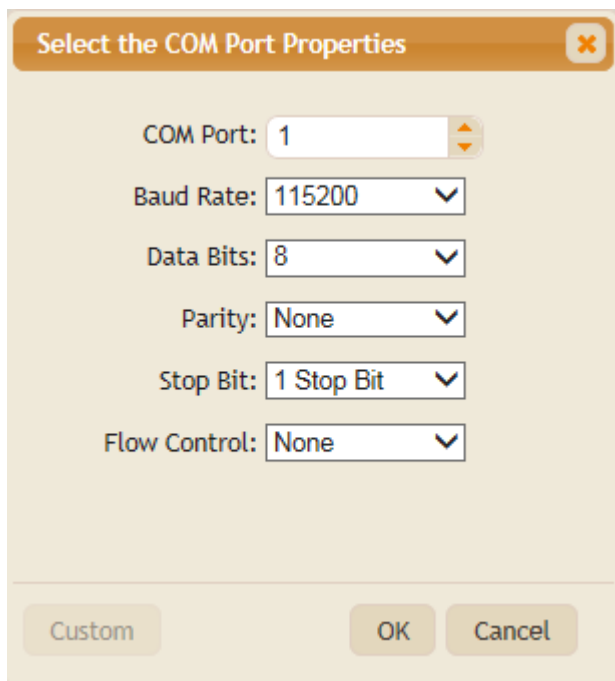 Select the COM Port Properties
COM Port: 1
Baud Rate: 115200
Data Bits: 8
Parity: None
Stop Bit: 1 Stop Bit
Flow Control: None
Custom OK Cancel